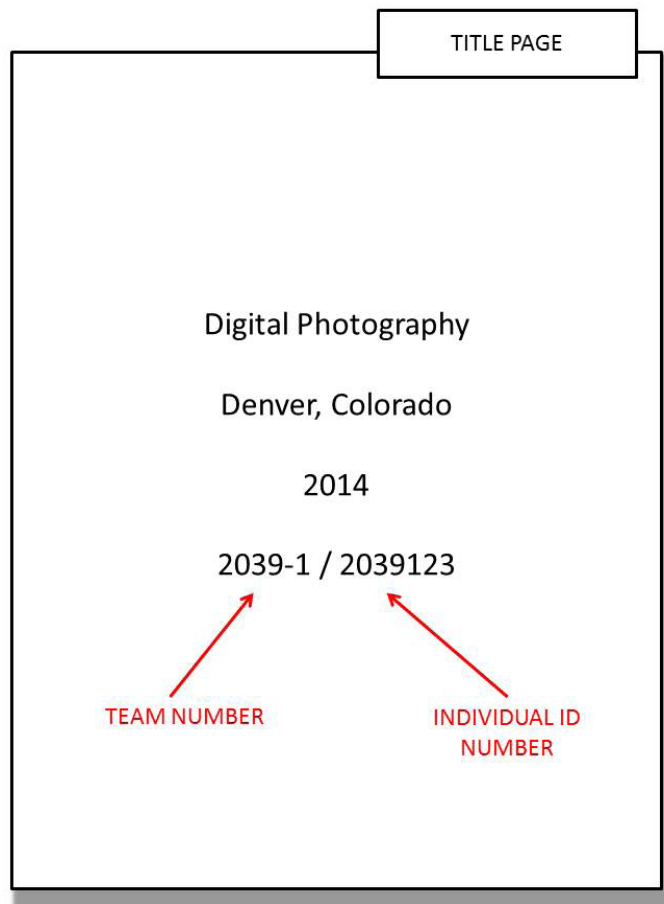 TITLE PAGE
Digital Photography
Denver, Colorado
2014
2039-1 / 2039123
TEAM NUMBER
INDIVIDUAL ID
NUMBER